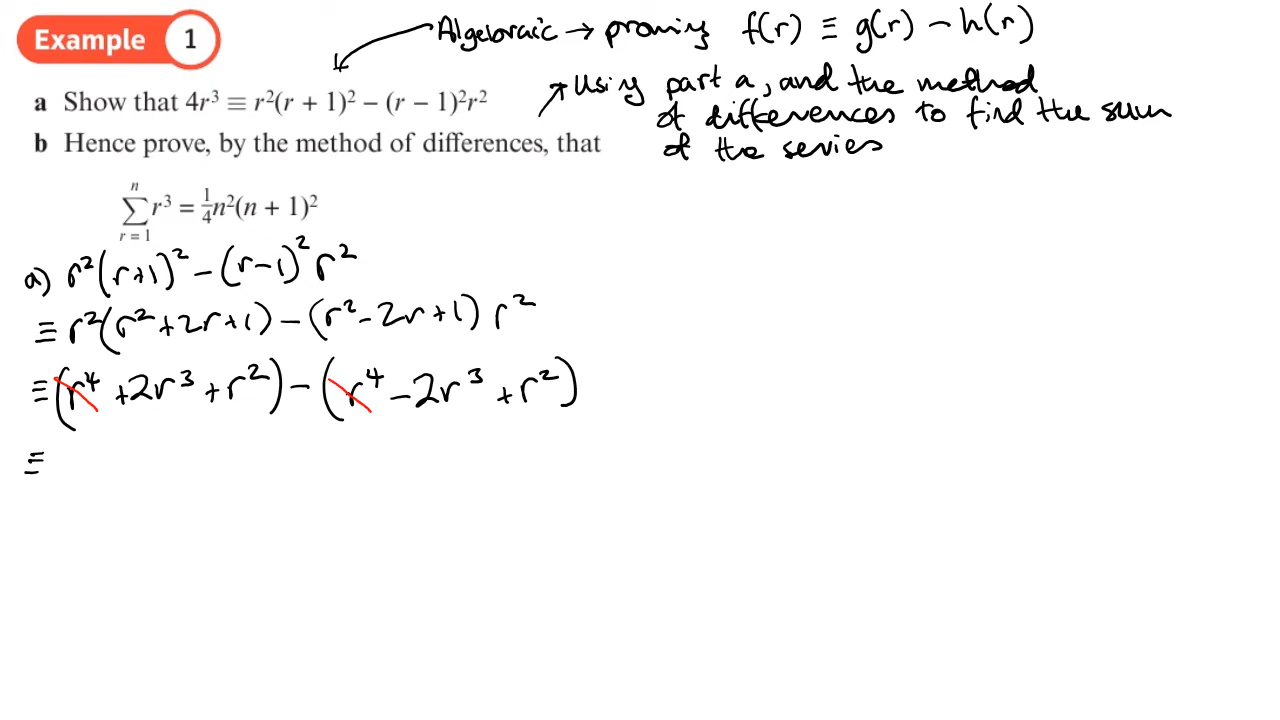 Example 1
Algebraic → proving f(r) ≡ g(r) − h(r)
a Show that 4r³ ≡ r²(r + 1)² − (r − 1)²r²
Using part a, and the method
of differences to find the sum
of the series
b Hence prove, by the method of differences, that
n
∑ r³ = ¼n²(n + 1)²
r = 1
a) r²(r+1)² − (r−1)² r²
≡ r²(r²+2r+1) − (r²−2r+1) r²
≡ (r⁴ +2r³ +r²) − (r⁴ −2r³ +r²)
≡